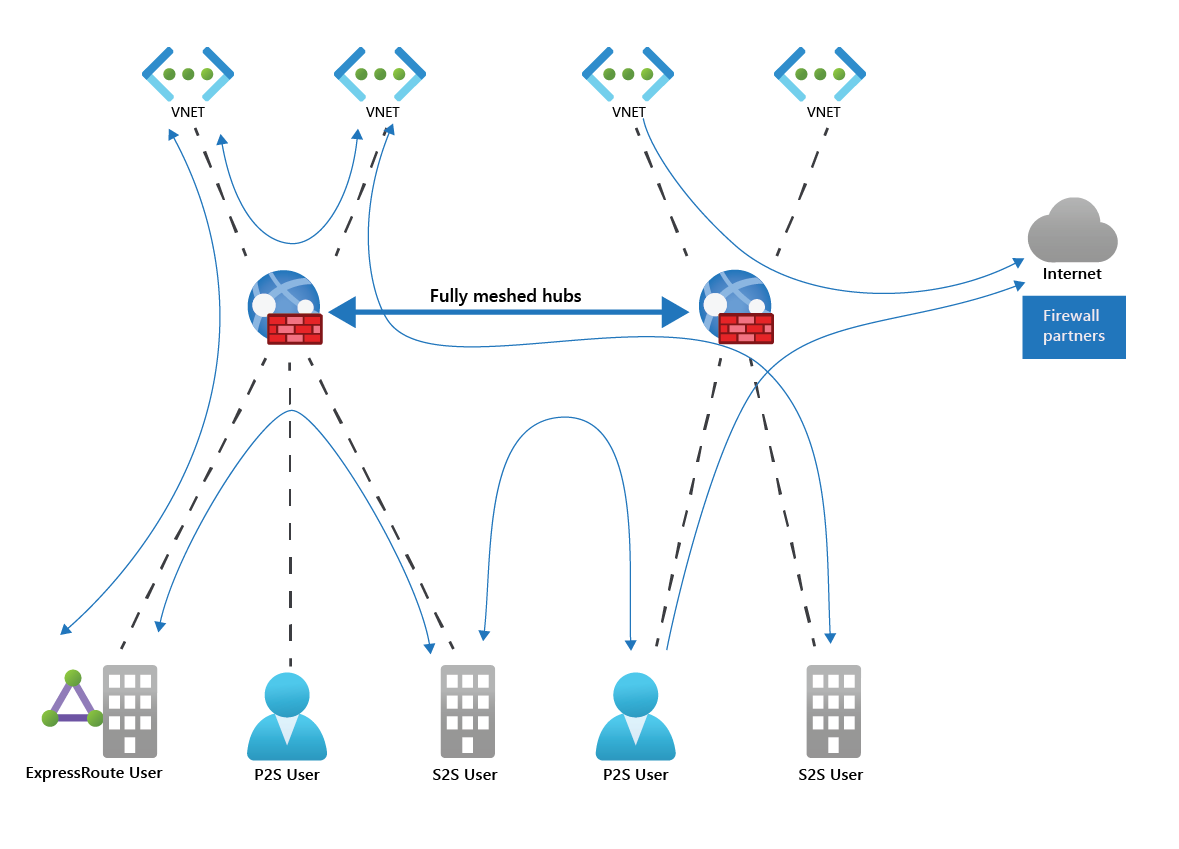 VNET
VNET
VNET
VNET
Internet
Fully meshed hubs
Firewall
partners
ExpressRoute User
P2S User
S2S User
P2S User
S2S User